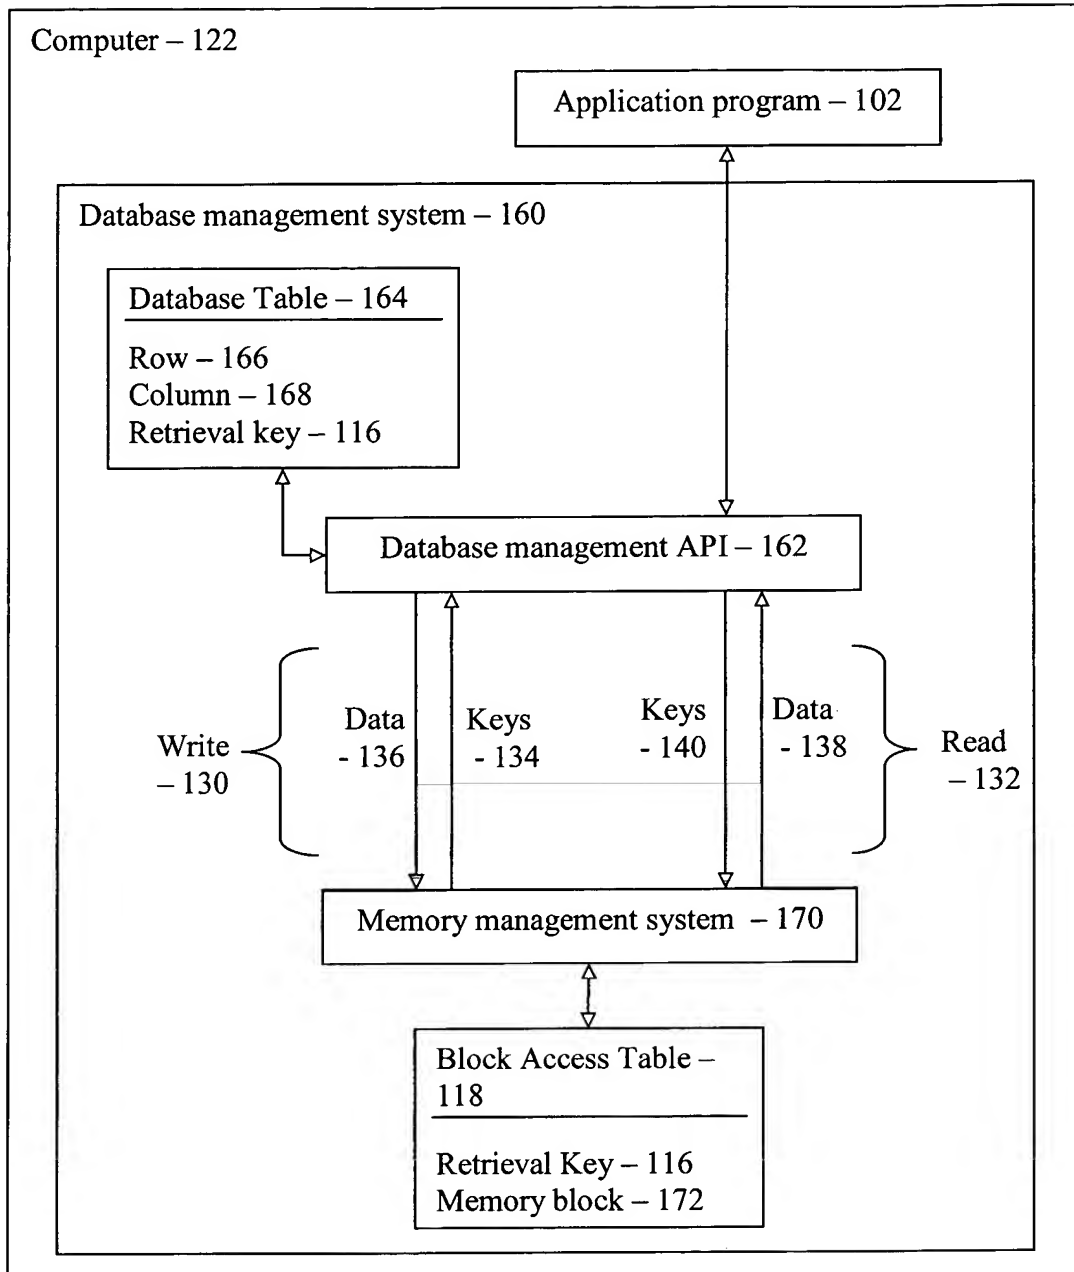 Computer – 122
Application program – 102
Database management system – 160
Database Table – 164
Row – 166
Column – 168
Retrieval key – 116
Database management API – 162
Write
– 130
Data
- 136
Keys
- 134
Keys
- 140
Data
- 138
Read
– 132
Memory management system – 170
Block Access Table –
118
Retrieval Key – 116
Memory block – 172